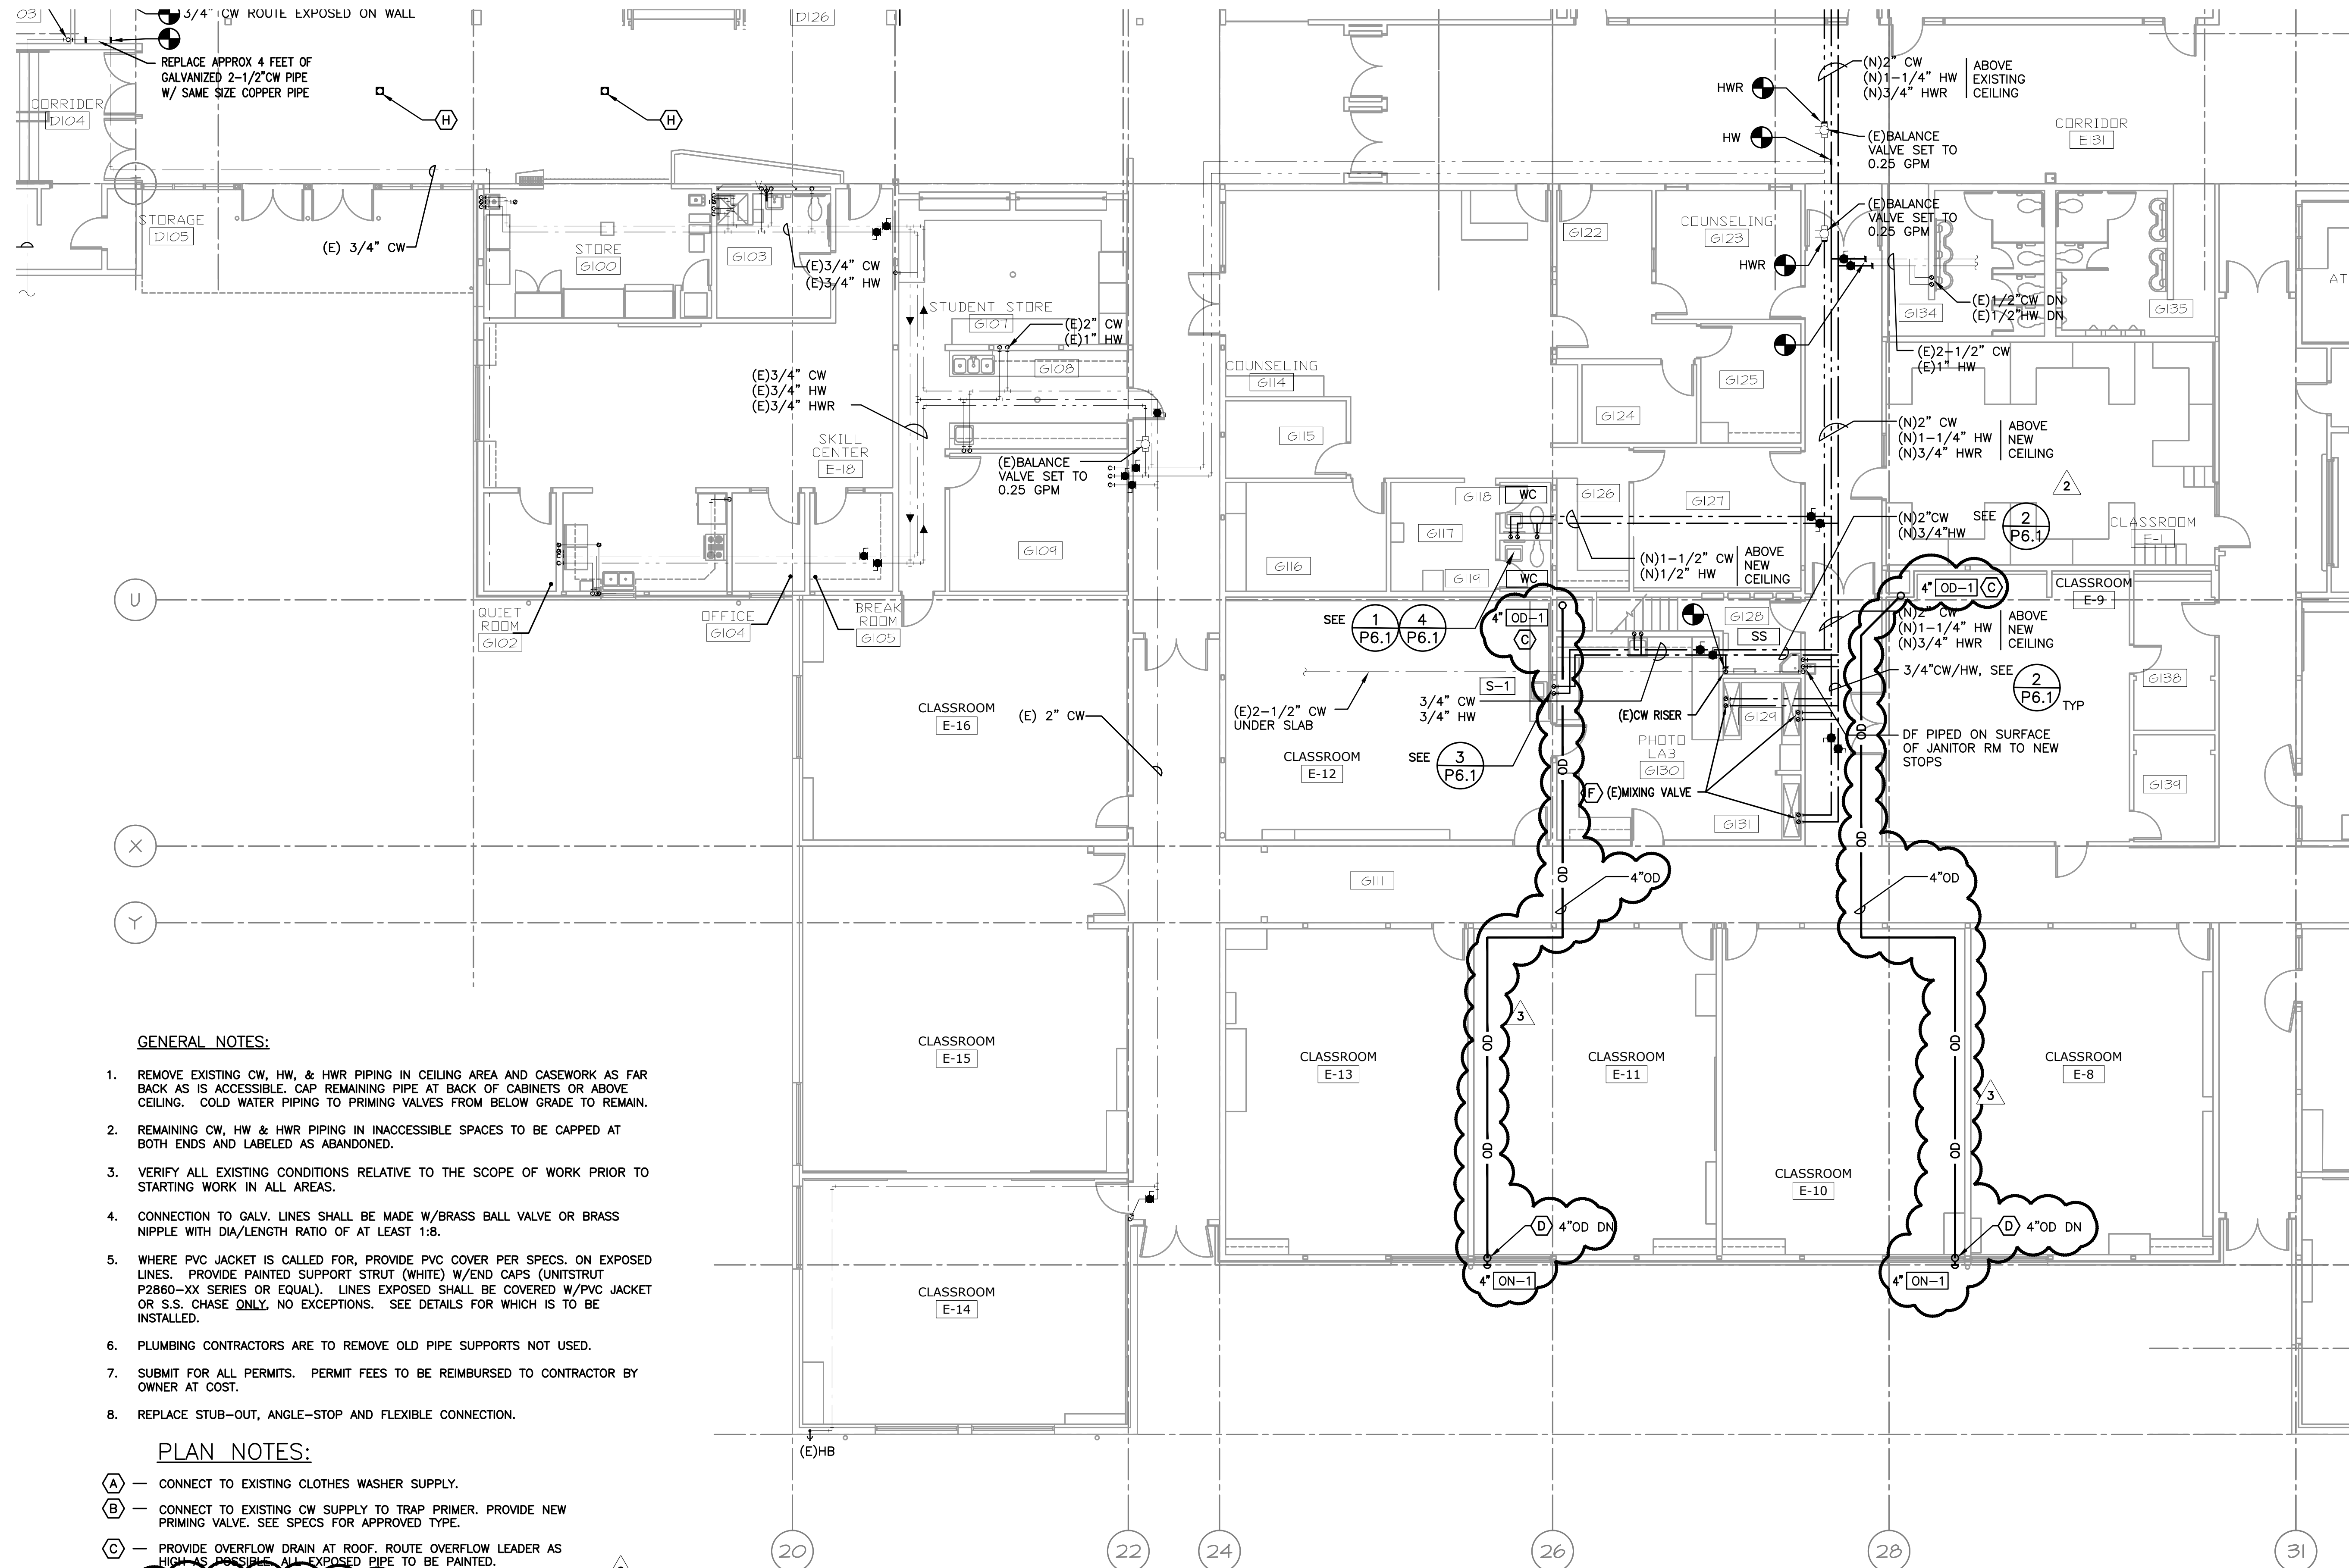 03
3/4" CW ROUTE EXPOSED ON WALL
REPLACE APPROX 4 FEET OF
GALVANIZED 2-1/2"CW PIPE
W/ SAME SIZE COPPER PIPE
CORRIDOR
D104
H
H
D126
HWR
HW
(N)2" CW
(N)1-1/4" HW
(N)3/4" HWR
ABOVE
EXISTING
CEILING
(E)BALANCE
VALVE SET TO
0.25 GPM
CORRIDOR
E131
STORAGE
D105
(E) 3/4" CW
STORE
G100
G103
(E)3/4" CW
(E)3/4" HW
STUDENT STORE
G107
(E)2" CW
(E)1" HW
G108
G122
COUNSELING
G123
(E)BALANCE
VALVE SET TO
0.25 GPM
HWR
G134
(E)1/2"CW DN
(E)1/2"HW DN
G135
AT
(E)2-1/2" CW
(E)1" HW
(E)3/4" CW
(E)3/4" HW
(E)3/4" HWR
COUNSELING
G114
G115
G125
G124
SKILL
CENTER
E-18
(E)BALANCE
VALVE SET TO
0.25 GPM
(N)2" CW
(N)1-1/4" HW
(N)3/4" HWR
ABOVE
NEW
CEILING
2
G118
WC
G126
G127
G117
G109
G116
G119
WC
(N)1-1/2" CW
(N)1/2" HW
ABOVE
NEW
CEILING
(N)2"CW
(N)3/4"HW
SEE
2
P6.1
CLASSROOM
E-1
U
QUIET
ROOM
G102
OFFICE
G104
BREAK
ROOM
G105
SEE
1
P6.1
4
P6.1
4" OD-1
C
G128
SS
4" OD-1
C
CLASSROOM
E-9
(N)2" CW
(N)1-1/4" HW
(N)3/4" HWR
ABOVE
NEW
CEILING
3/4"CW/HW, SEE
2
P6.1
TYP
G138
S-1
CLASSROOM
E-16
(E) 2" CW
(E)2-1/2" CW
UNDER SLAB
3/4" CW
3/4" HW
(E)CW RISER
G129
DF PIPED ON SURFACE
OF JANITOR RM TO NEW
STOPS
PHOTO
LAB
G130
CLASSROOM
E-12
SEE
3
P6.1
OD
OD
G139
F
(E)MIXING VALVE
G131
X
OD
OD
G111
4"OD
4"OD
Y
CLASSROOM
E-15
CLASSROOM
E-13
OD
3
CLASSROOM
E-11
OD
CLASSROOM
E-8
3
OD
OD
CLASSROOM
E-10
D
4"OD DN
D
4"OD DN
4" ON-1
4" ON-1
CLASSROOM
E-14
(E)HB
GENERAL NOTES:
1. REMOVE EXISTING CW, HW, & HWR PIPING IN CEILING AREA AND CASEWORK AS FAR
BACK AS IS ACCESSIBLE. CAP REMAINING PIPE AT BACK OF CABINETS OR ABOVE
CEILING. COLD WATER PIPING TO PRIMING VALVES FROM BELOW GRADE TO REMAIN.
2. REMAINING CW, HW & HWR PIPING IN INACCESSIBLE SPACES TO BE CAPPED AT
BOTH ENDS AND LABELED AS ABANDONED.
3. VERIFY ALL EXISTING CONDITIONS RELATIVE TO THE SCOPE OF WORK PRIOR TO
STARTING WORK IN ALL AREAS.
4. CONNECTION TO GALV. LINES SHALL BE MADE W/BRASS BALL VALVE OR BRASS
NIPPLE WITH DIA/LENGTH RATIO OF AT LEAST 1:8.
5. WHERE PVC JACKET IS CALLED FOR, PROVIDE PVC COVER PER SPECS. ON EXPOSED
LINES. PROVIDE PAINTED SUPPORT STRUT (WHITE) W/END CAPS (UNITSTRUT
P2860-XX SERIES OR EQUAL). LINES EXPOSED SHALL BE COVERED W/PVC JACKET
OR S.S. CHASE ONLY, NO EXCEPTIONS. SEE DETAILS FOR WHICH IS TO BE
INSTALLED.
6. PLUMBING CONTRACTORS ARE TO REMOVE OLD PIPE SUPPORTS NOT USED.
7. SUBMIT FOR ALL PERMITS. PERMIT FEES TO BE REIMBURSED TO CONTRACTOR BY
OWNER AT COST.
8. REPLACE STUB-OUT, ANGLE-STOP AND FLEXIBLE CONNECTION.
PLAN NOTES:
A — CONNECT TO EXISTING CLOTHES WASHER SUPPLY.
B — CONNECT TO EXISTING CW SUPPLY TO TRAP PRIMER. PROVIDE NEW
PRIMING VALVE. SEE SPECS FOR APPROVED TYPE.
C — PROVIDE OVERFLOW DRAIN AT ROOF. ROUTE OVERFLOW LEADER AS
HIGH AS POSSIBLE. ALL EXPOSED PIPE TO BE PAINTED.
20
22
24
26
28
31